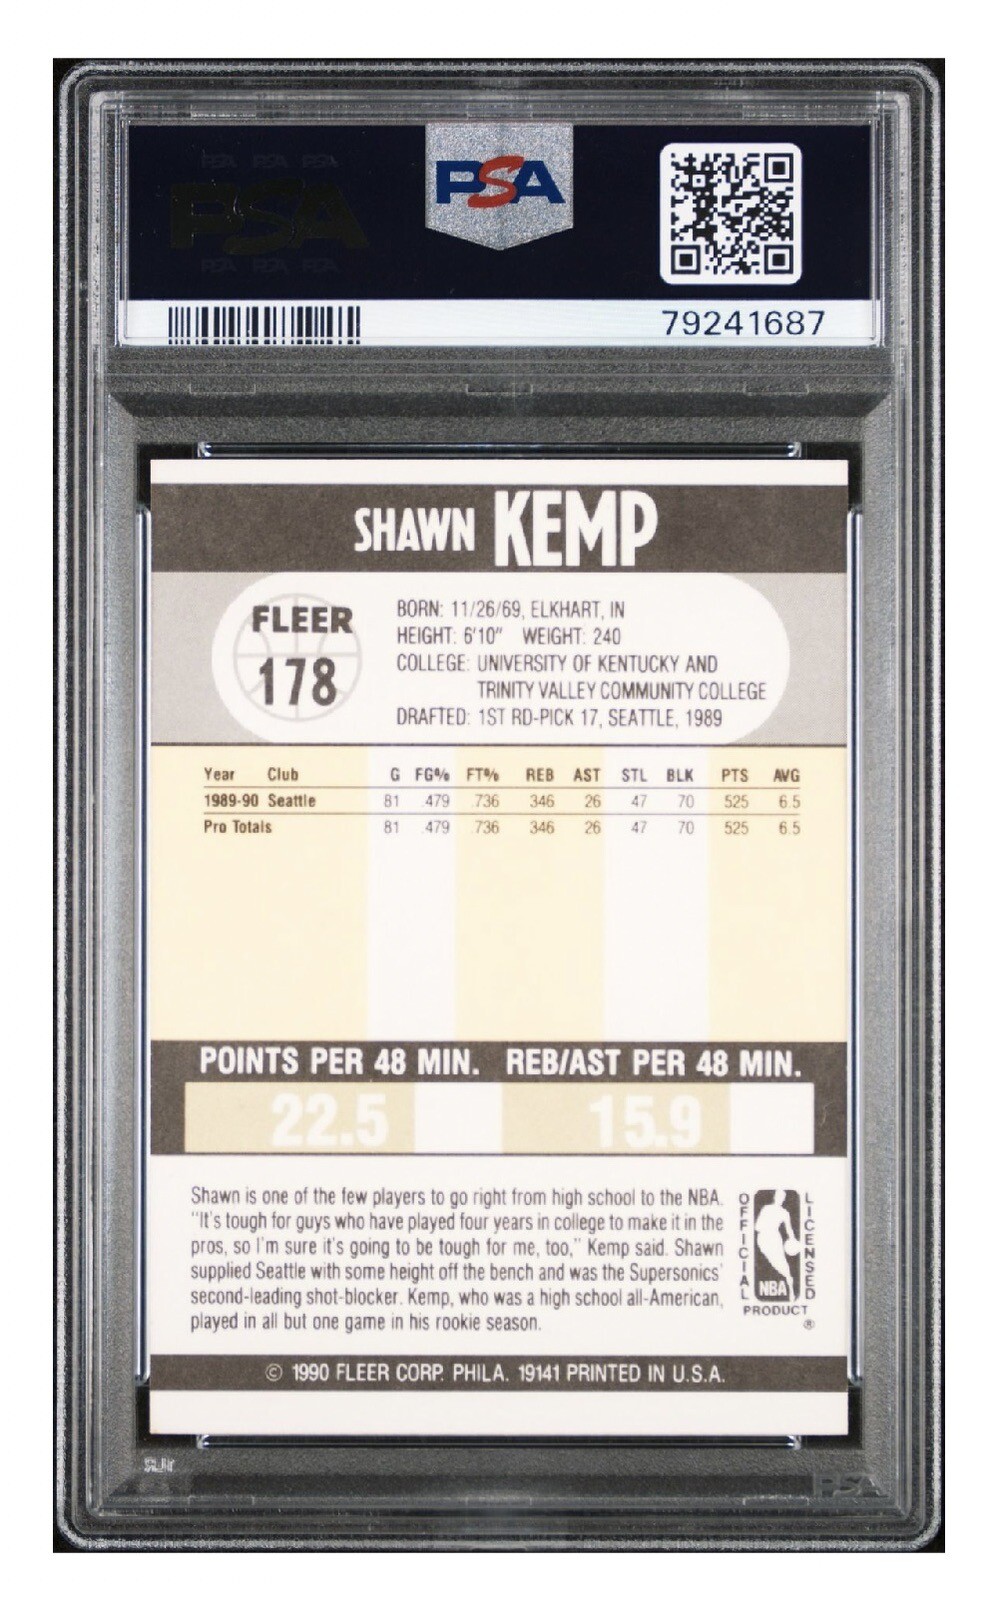 PSA PSA PSA
PSA
PSA
PSA PSA PSA
79241687
SHAWN KEMP
FLEER
178
BORN: 11/26/69, ELKHART, IN
HEIGHT: 6'10" WEIGHT: 240
COLLEGE: UNIVERSITY OF KENTUCKY AND
TRINITY VALLEY COMMUNITY COLLEGE
DRAFTED: 1ST RD-PICK 17, SEATTLE, 1989
Year Club G FG% FT% REB AST STL BLK PTS AVG
1989-90 Seattle 81 .479 .736 346 26 47 70 525 6.5
Pro Totals 81 .479 .736 346 26 47 70 525 6.5
POINTS PER 48 MIN. REB/AST PER 48 MIN.
22.5 15.9
Shawn is one of the few players to go right from high school to the NBA.
"It's tough for guys who have played four years in college to make it in the
pros, so I'm sure it's going to be tough for me, too," Kemp said. Shawn
supplied Seattle with some height off the bench and was the Supersonics'
second-leading shot-blocker. Kemp, who was a high school all-American,
played in all but one game in his rookie season.
OFFICIAL LICENSED
NBA
PRODUCT
®
© 1990 FLEER CORP. PHILA. 19141 PRINTED IN U.S.A.
PSA